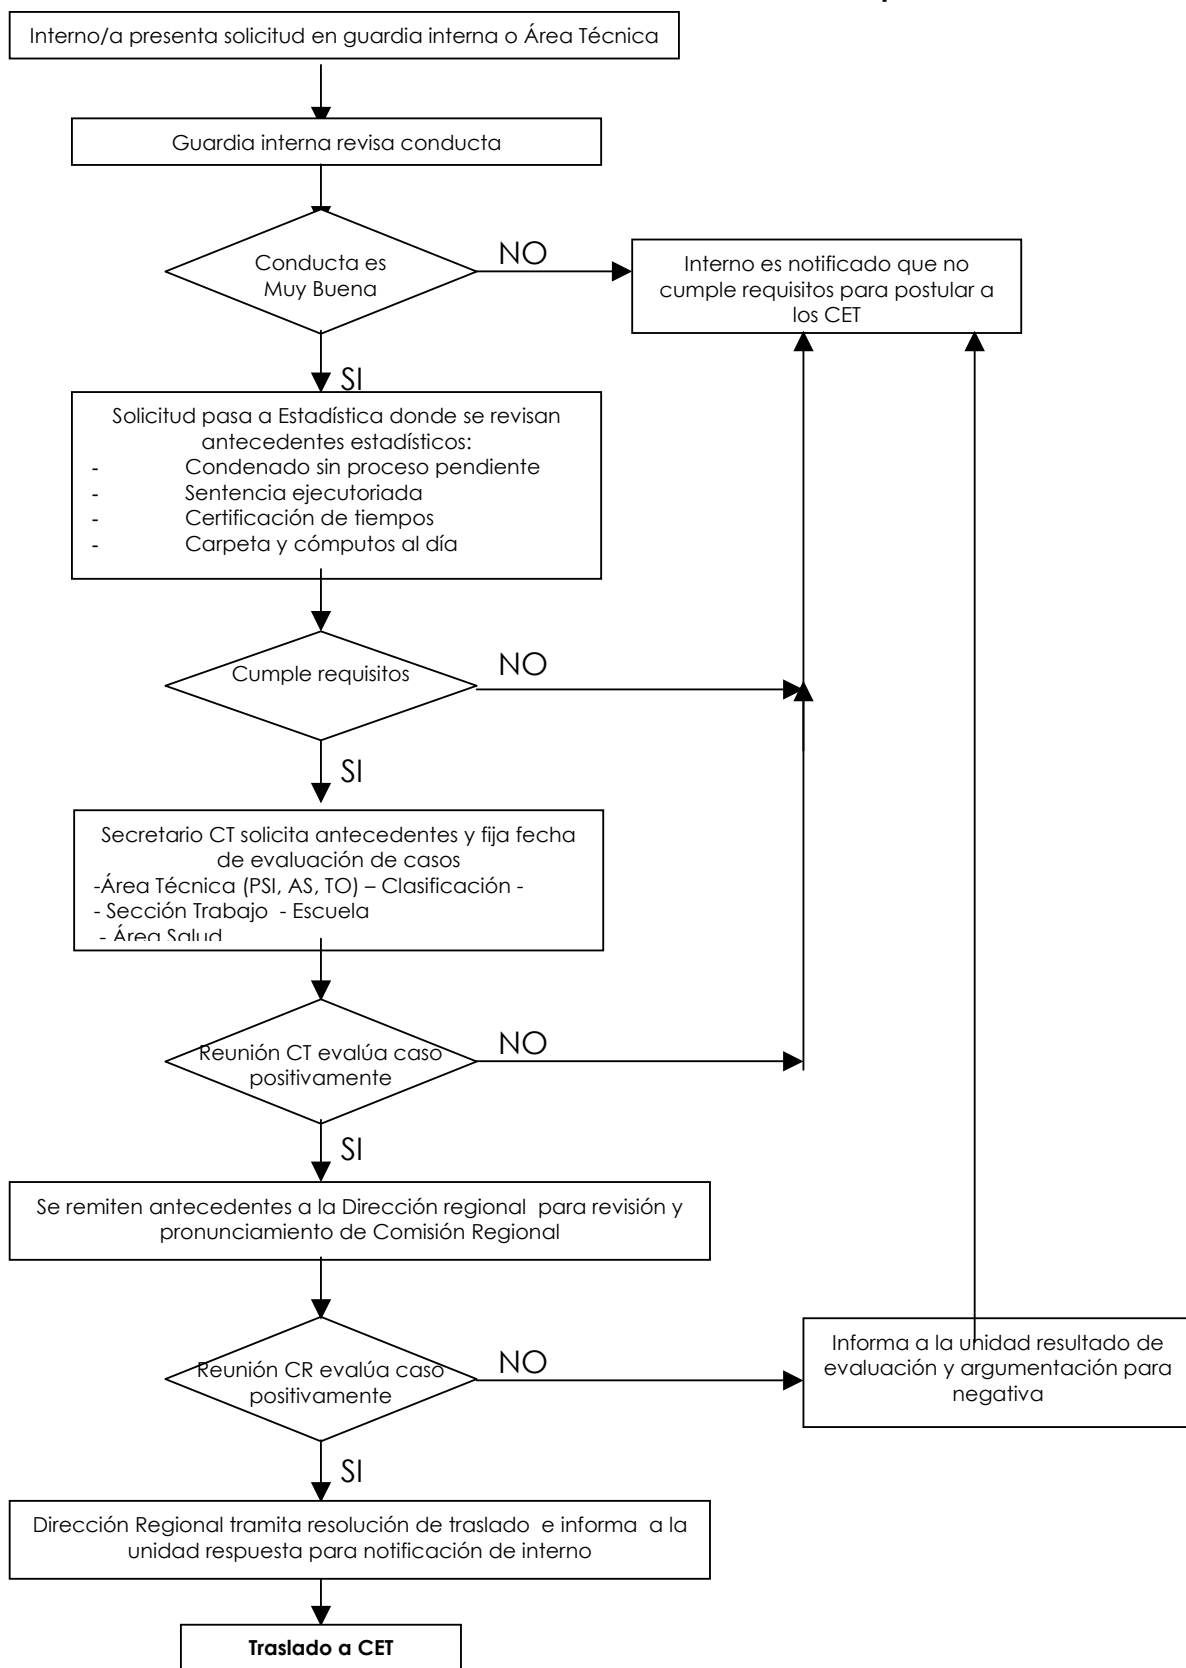 Interno/a presenta solicitud en guardia interna o Área Técnica
Guardia interna revisa conducta
Conducta es
Muy Buena
NO
Interno es notificado que no
cumple requisitos para postular a
los CET
SI
Solicitud pasa a Estadística donde se revisan
antecedentes estadísticos:
- Condenado sin proceso pendiente
- Sentencia ejecutoriada
- Certificación de tiempos
- Carpeta y cómputos al día
Cumple requisitos
NO
SI
Secretario CT solicita antecedentes y fija fecha
de evaluación de casos
-Área Técnica (PSI, AS, TO) – Clasificación -
- Sección Trabajo - Escuela
- Área Salud
Reunión CT evalúa caso
positivamente
NO
SI
Se remiten antecedentes a la Dirección regional para revisión y
pronunciamiento de Comisión Regional
Reunión CR evalúa caso
positivamente
NO
Informa a la unidad resultado de
evaluación y argumentación para
negativa
SI
Dirección Regional tramita resolución de traslado e informa a la
unidad respuesta para notificación de interno
Traslado a CET